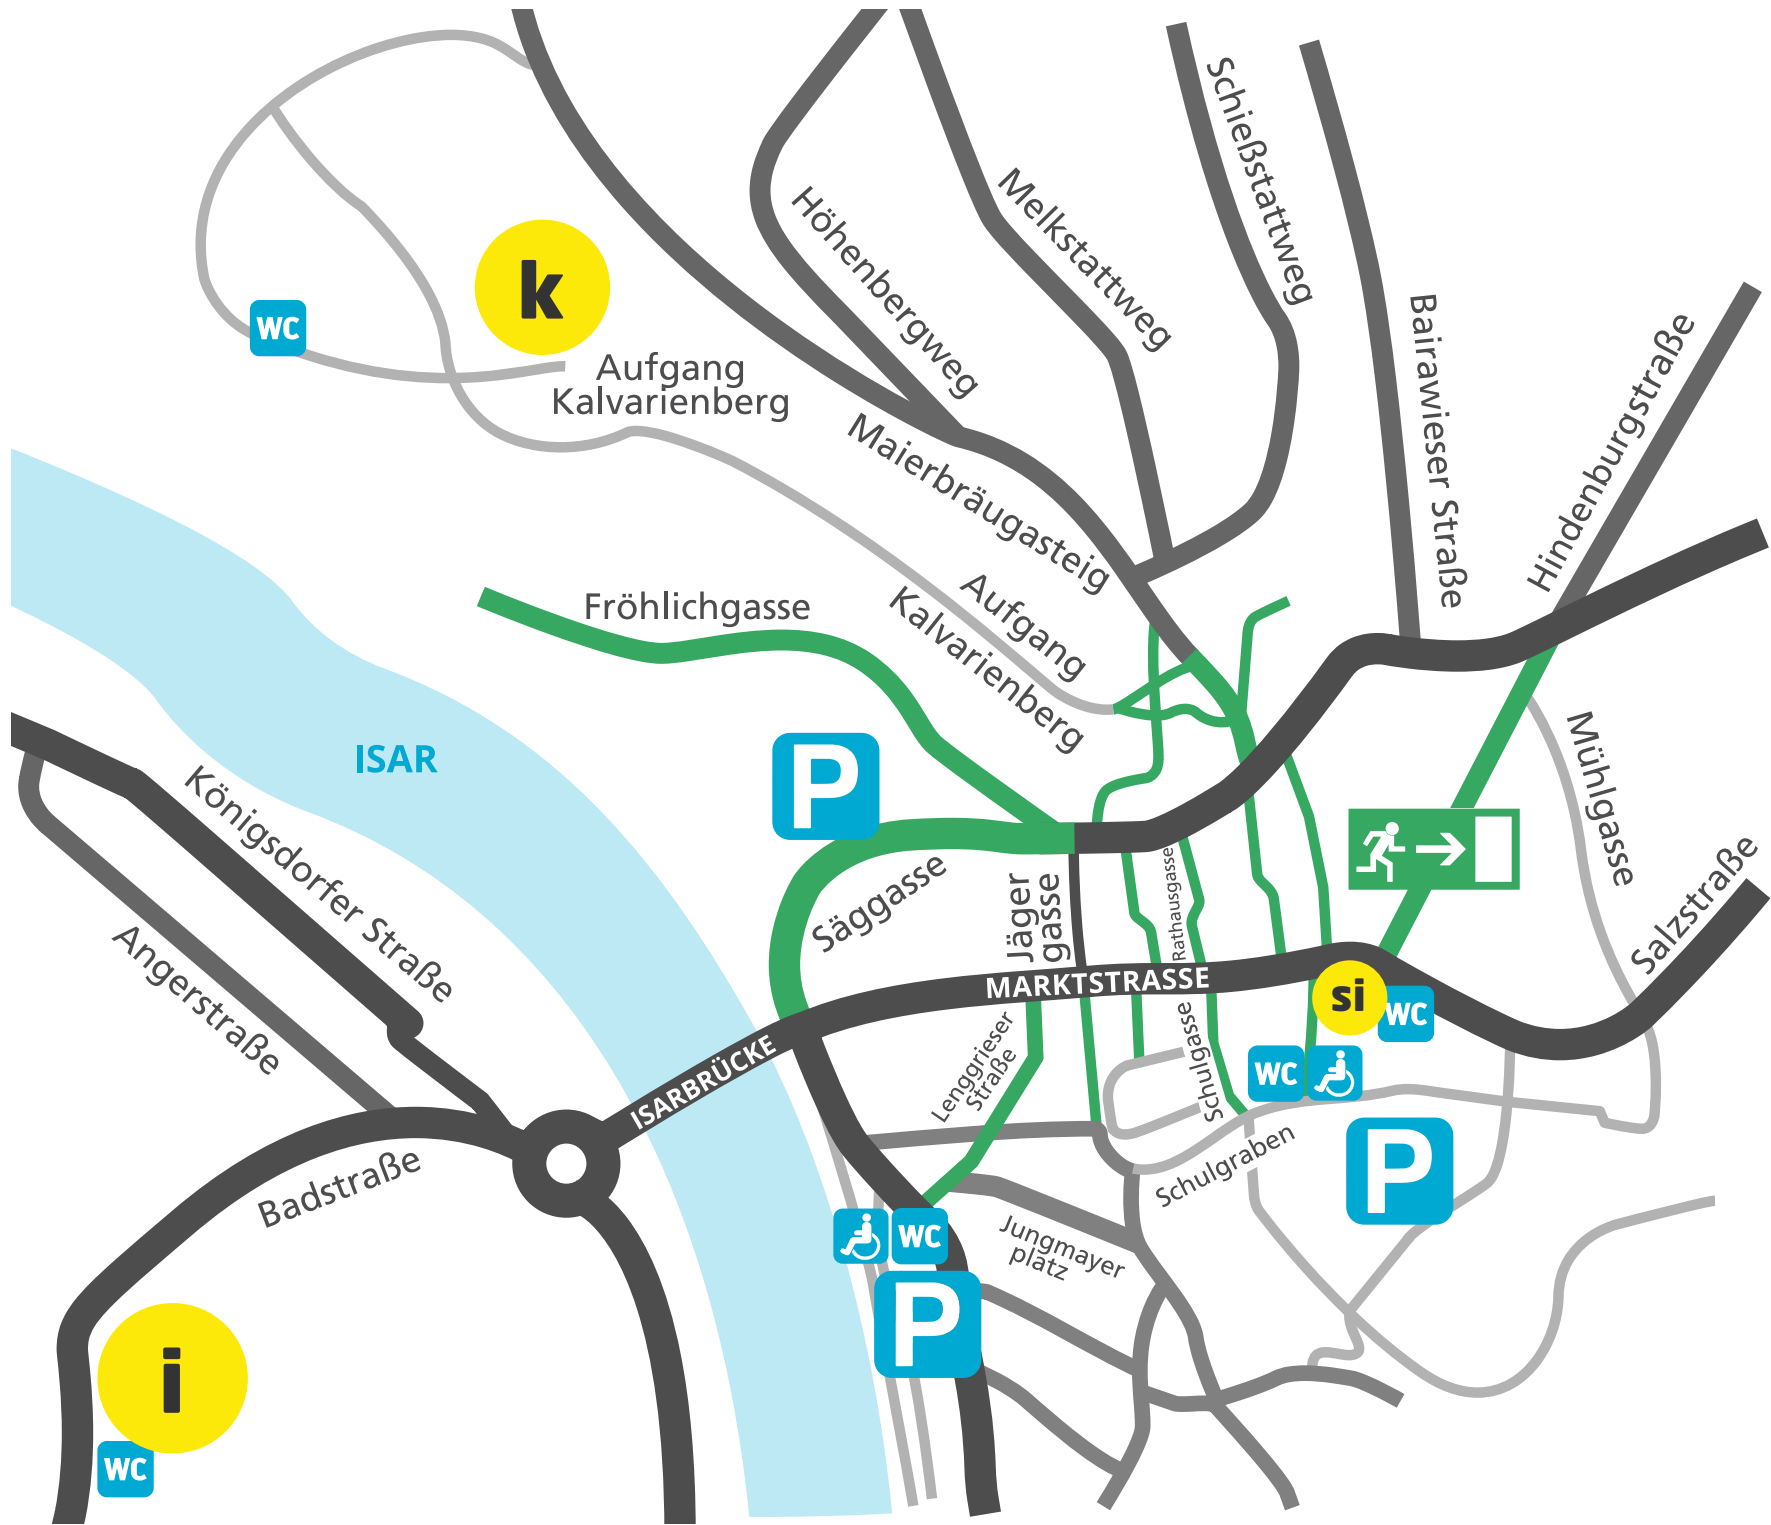 Schießstattweg
Melkstattweg
Höhenbergweg
k
WC
Aufgang
Kalvarienberg
Bairawieser Straße
Hindenburgstraße
Maierbräugasteig
Fröhlichgasse
Aufgang
Kalvarienberg
ISAR
P
Königsdorfer Straße
Angerstraße
Säggasse
Jäger
gasse
Rathausgasse
Mühlgasse
Salzstraße
MARKTSTRASSE
si
WC
ISARBRÜCKE
Lenggrieser
Straße
Schulgasse
WC
Schulgraben
P
Badstraße
WC
Jungmayer
platz
P
i
WC